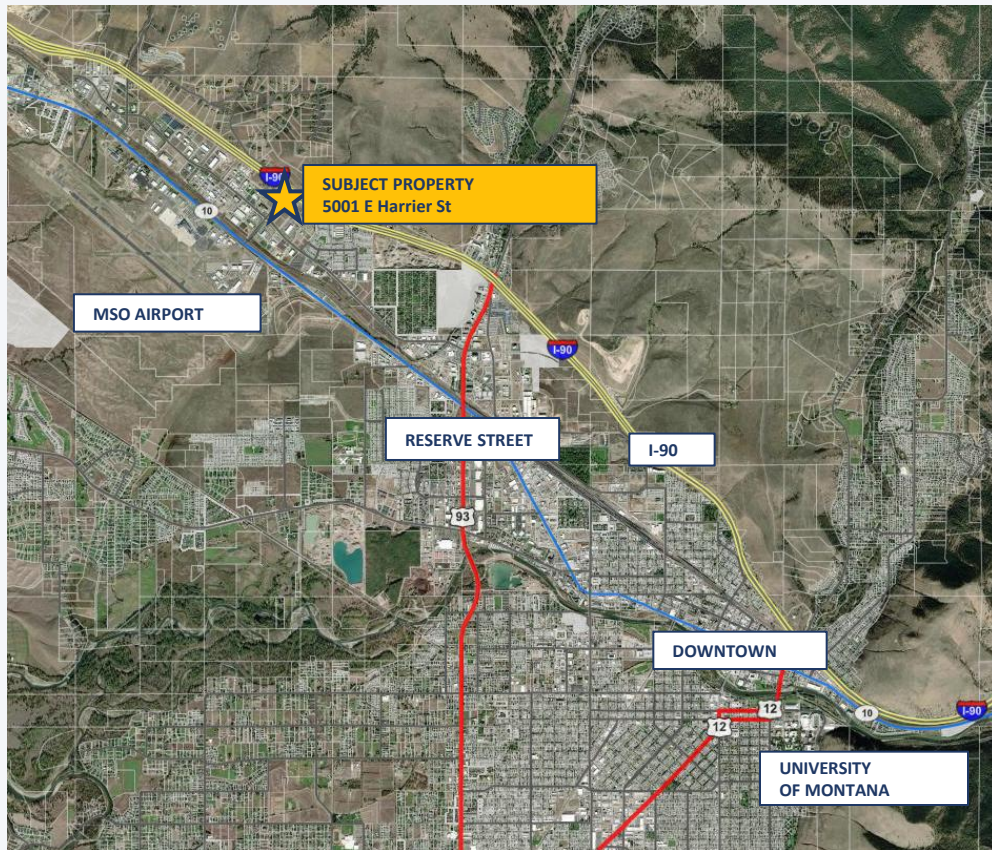 I-90
SUBJECT PROPERTY
5001 E Harrier St
10
MSO AIRPORT
I-90
RESERVE STREET
I-90
93
DOWNTOWN
12
12
10
I-90
UNIVERSITY
OF MONTANA